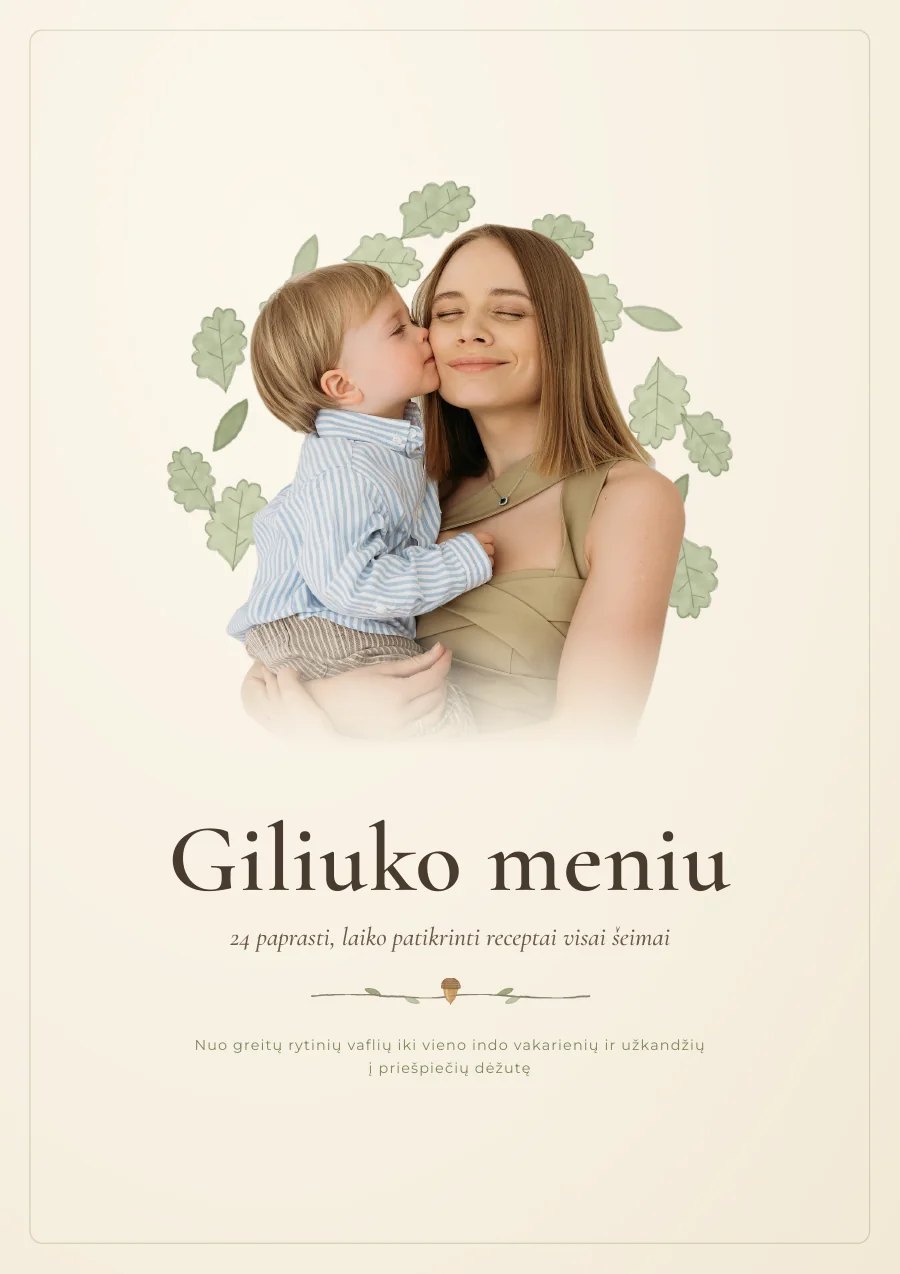 Giliuko meniu
24 paprasti, laiko patikrinti receptai visai šeimai
Nuo greitų rytinių vaflių iki vieno indo vakarienių ir užkandžių
į priešpiečių dėžutę